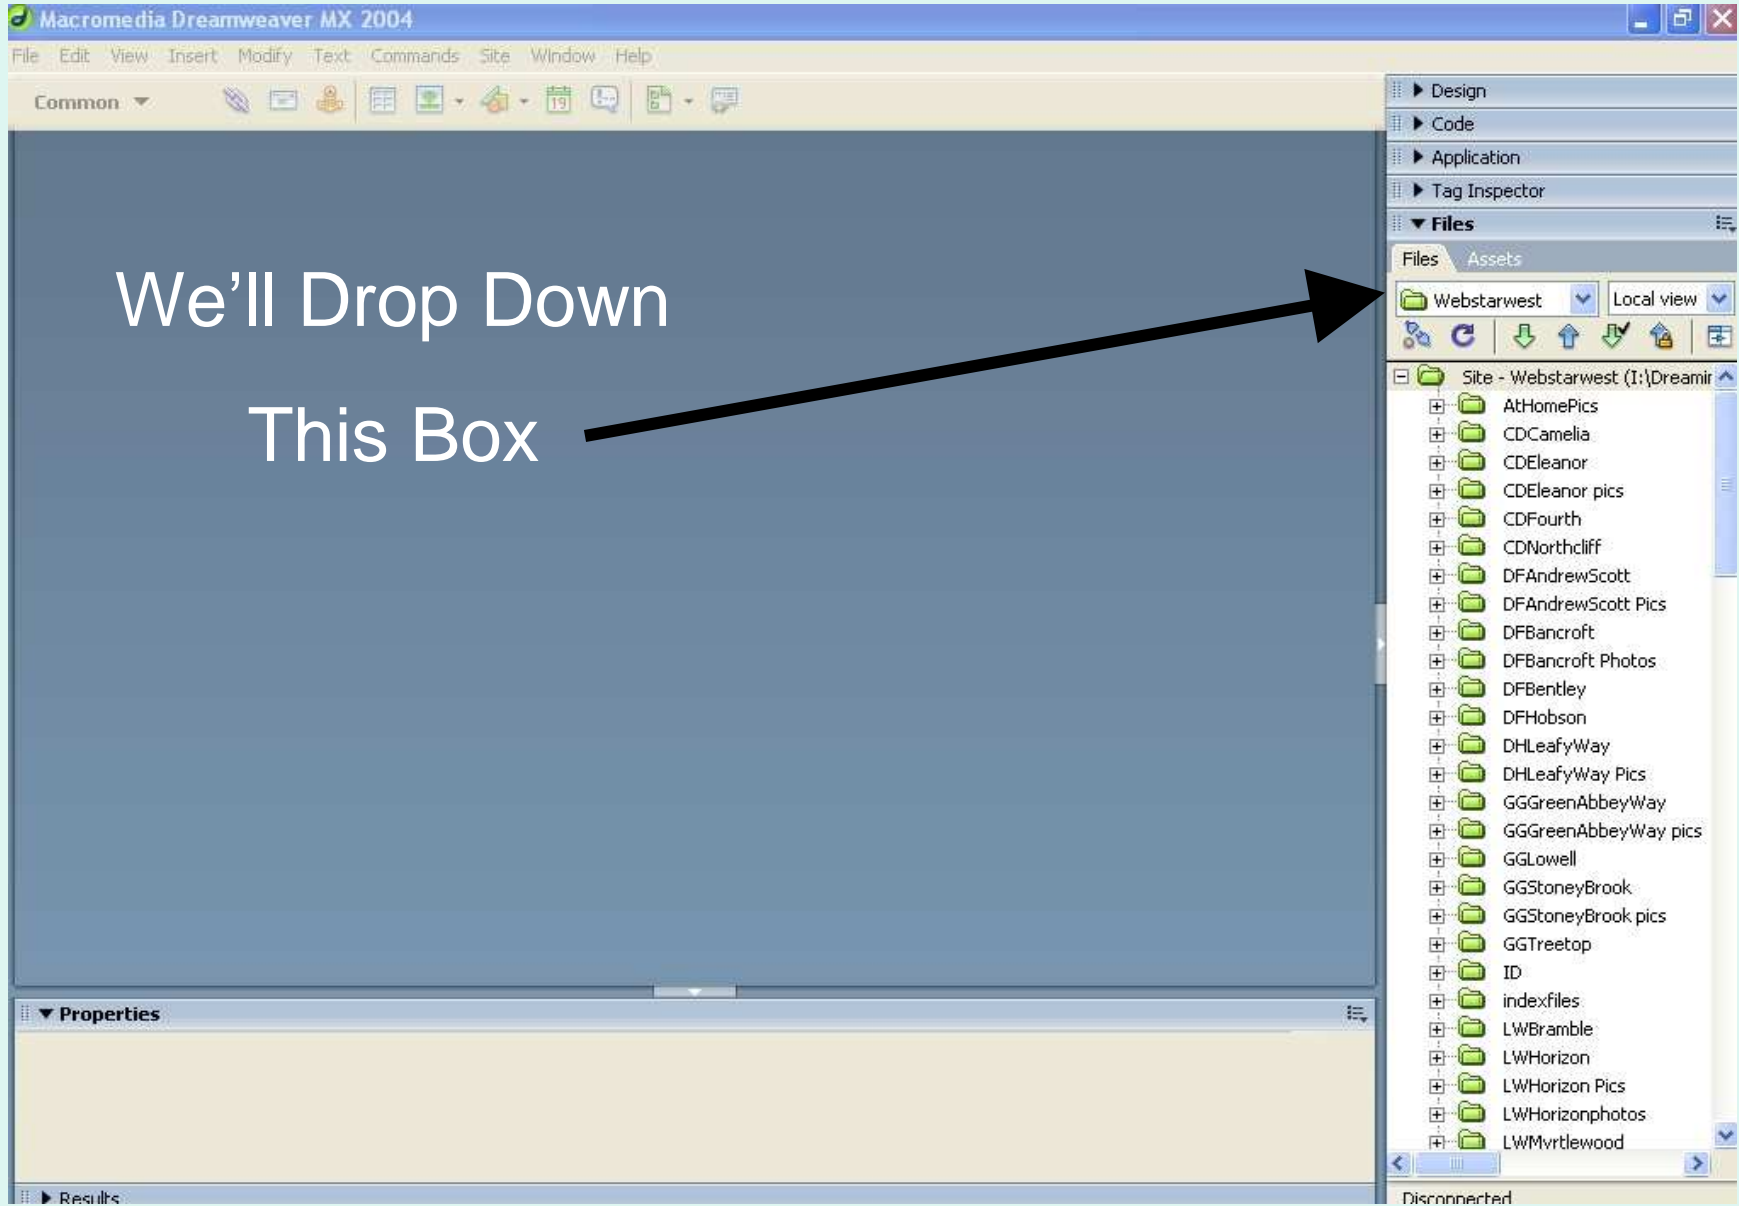 Macromedia Dreamweaver MX 2004
File Edit View Insert Modify Text Commands Site Window Help
Common
19
Design
Code
Application
Tag Inspector
Files
Files Assets
Webstarwest Local view
We'll Drop Down
This Box
Site - Webstarwest (I:\Dreamir
AtHomePics
CDCamelia
CDEleanor
CDEleanor pics
CDFourth
CDNorthcliff
DFAndrewScott
DFAndrewScott Pics
DFBancroft
DFBancroft Photos
DFBentley
DFHobson
DHLeafyWay
DHLeafyWay Pics
GGGreenAbbeyWay
GGGreenAbbeyWay pics
GGLowell
GGStoneyBrook
GGStoneyBrook pics
GGTreetop
ID
indexfiles
LWBramble
LWHorizon
LWHorizon Pics
LWHorizonphotos
LWMyrtlewood
Properties
Results
Disconnected